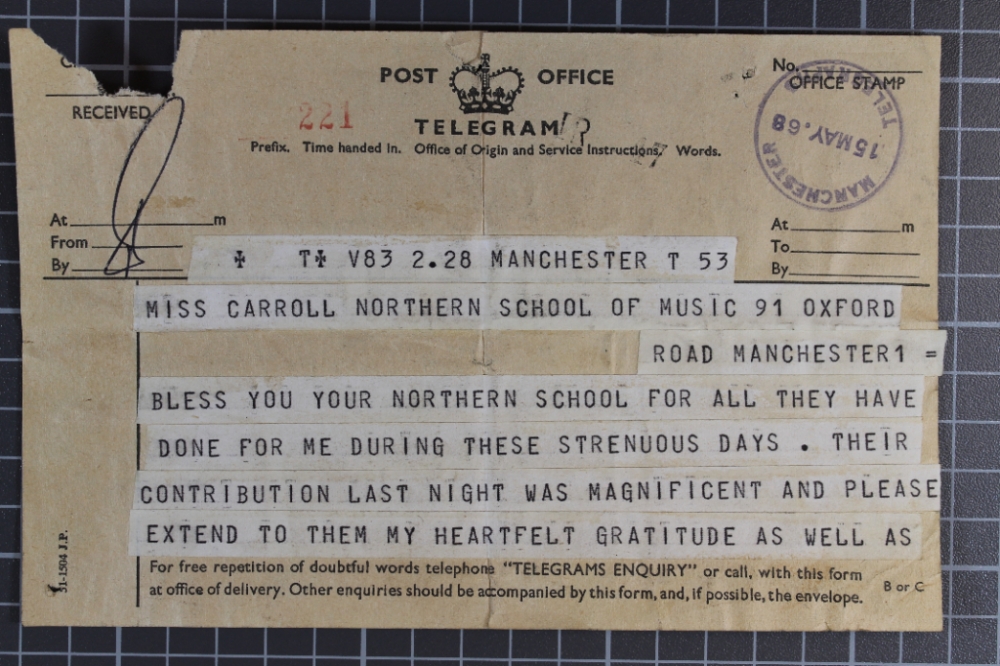 POST OFFICE
No.
OFFICE STAMP
RECEIVED
221
TELEGRAM
Prefix. Time handed In. Office of Origin and Service Instructions. Words.
MANCHESTER
15 MAY.68
At m
From
By
At m
To
By
T V83 2.28 MANCHESTER T 53
MISS CARROLL NORTHERN SCHOOL OF MUSIC 91 OXFORD
ROAD MANCHESTER1 =
BLESS YOU YOUR NORTHERN SCHOOL FOR ALL THEY HAVE
DONE FOR ME DURING THESE STRENUOUS DAYS . THEIR
CONTRIBUTION LAST NIGHT WAS MAGNIFICENT AND PLEASE
EXTEND TO THEM MY HEARTFELT GRATITUDE AS WELL AS
For free repetition of doubtful words telephone "TELEGRAMS ENQUIRY" or call, with this form
at office of delivery. Other enquiries should be accompanied by this form, and, if possible, the envelope.
B or C
51-1504 J.P.